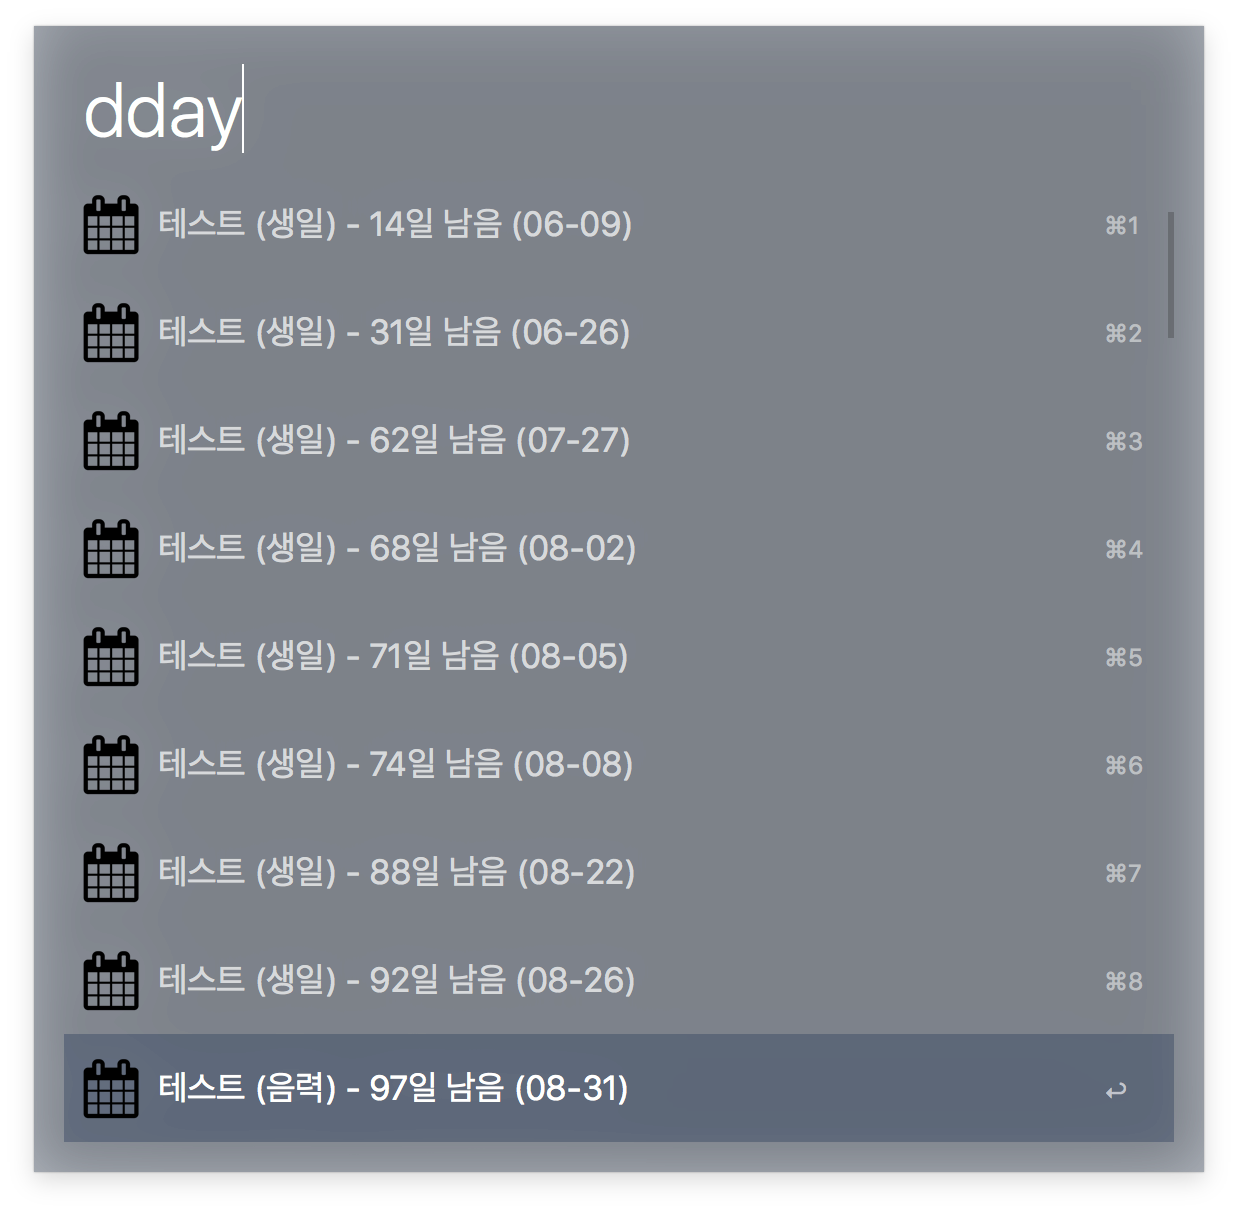 dday
테스트 (생일) - 14일 남음 (06-09) ⌘1
테스트 (생일) - 31일 남음 (06-26) ⌘2
테스트 (생일) - 62일 남음 (07-27) ⌘3
테스트 (생일) - 68일 남음 (08-02) ⌘4
테스트 (생일) - 71일 남음 (08-05) ⌘5
테스트 (생일) - 74일 남음 (08-08) ⌘6
테스트 (생일) - 88일 남음 (08-22) ⌘7
테스트 (생일) - 92일 남음 (08-26) ⌘8
테스트 (음력) - 97일 남음 (08-31) ↩